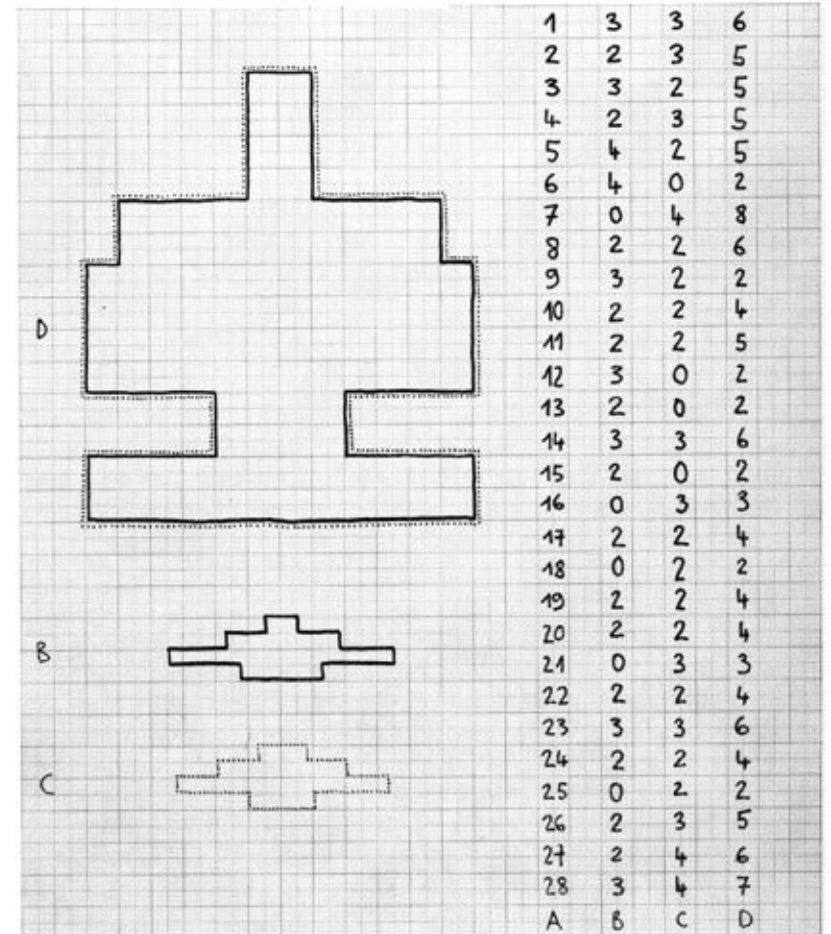 1 3 3 6
2 2 3 5
3 3 2 5
4 2 3 5
5 4 2 5
6 4 0 2
7 0 4 8
8 2 2 6
9 3 2 2
D
10 2 2 4
11 2 2 5
12 3 0 2
13 2 0 2
14 3 3 6
15 2 0 2
16 0 3 3
17 2 2 4
18 0 2 2
19 2 2 4
20 2 2 4
B
21 0 3 3
22 2 2 4
23 3 3 6
24 2 2 4
C
25 0 2 2
26 2 3 5
27 2 4 6
28 3 4 7
A B C D